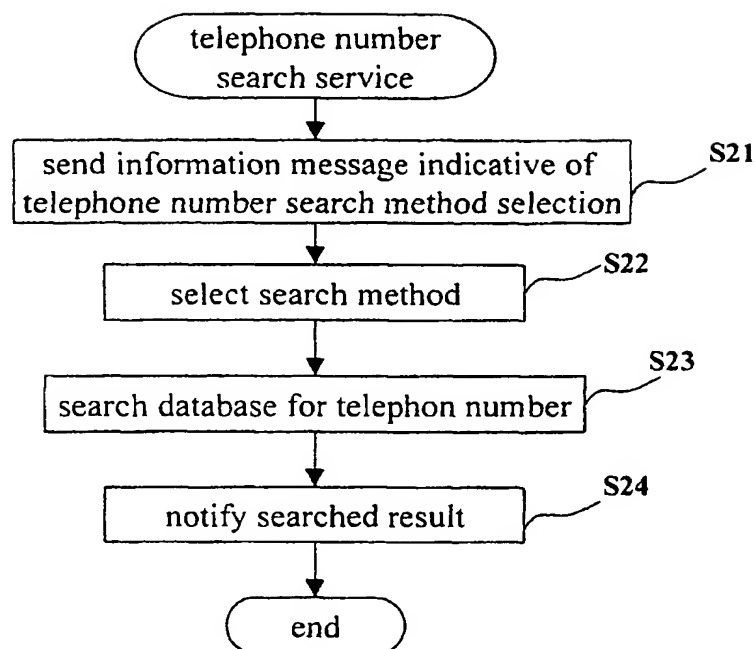 telephone number
search service
send information message indicative of
telephone number search method selection
S21
select search method
S22
search database for telephon number
S23
notify searched result
S24
end